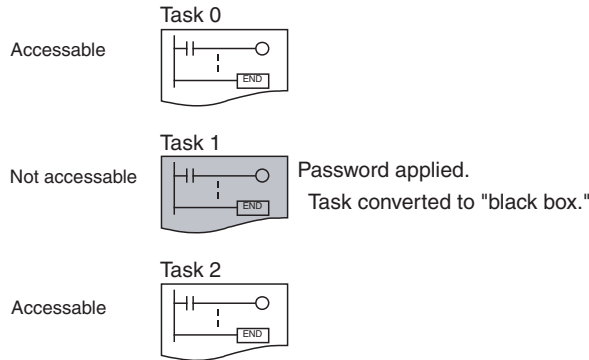 Task 0
Accessable
END
Task 1
Not accessable
Password applied.
END
Task converted to "black box."
Task 2
Accessable
END